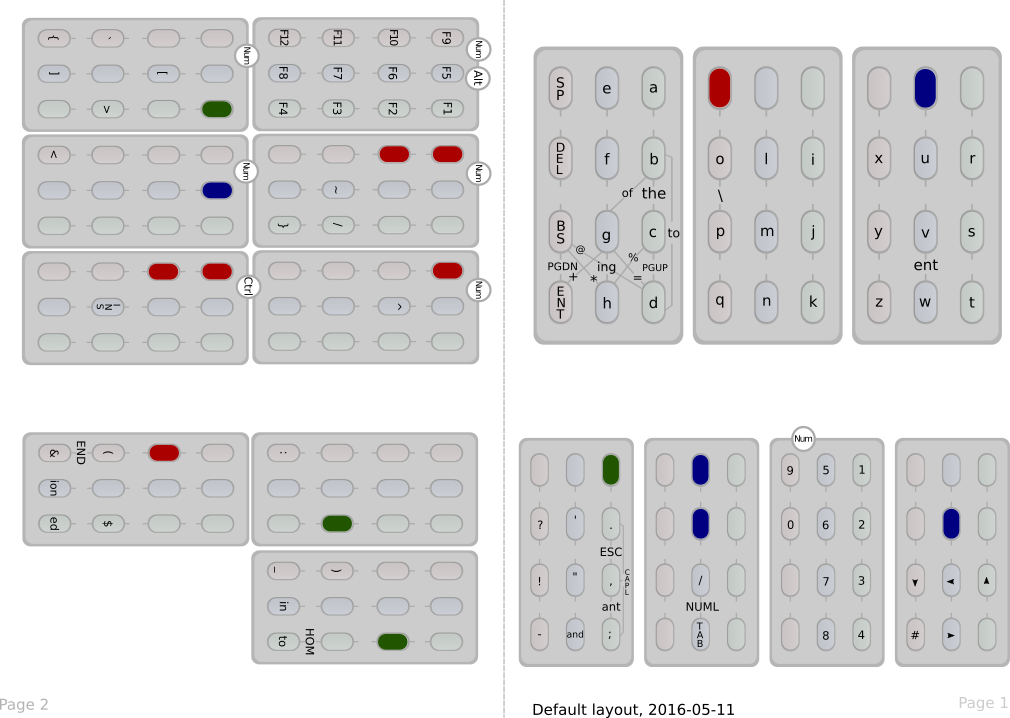 { `
] [
v
Num
F12 F11 F10 F9
F8 F7 F6 F5
F4 F3 F2 F1
Num
Alt
<
Num
~
} /
Num
INS
Ctrl
^
Num
& END (
ion
ed $
:
_ )
in
to HOM
Page 2
SP e a
DEL f b
of the
BS g c to
@ %
PGDN ing PGUP
+ * =
ENT h d
o l i
\
p m j
q n k
x u r
y v s
ent
z w t
? ' .
ESC
! " , CAPL
ant
- and ;
/
NUML
TAB
Num
9 5 1
0 6 2
7 3
8 4
▼ ◄ ▲
# ►
Default layout, 2016-05-11
Page 1